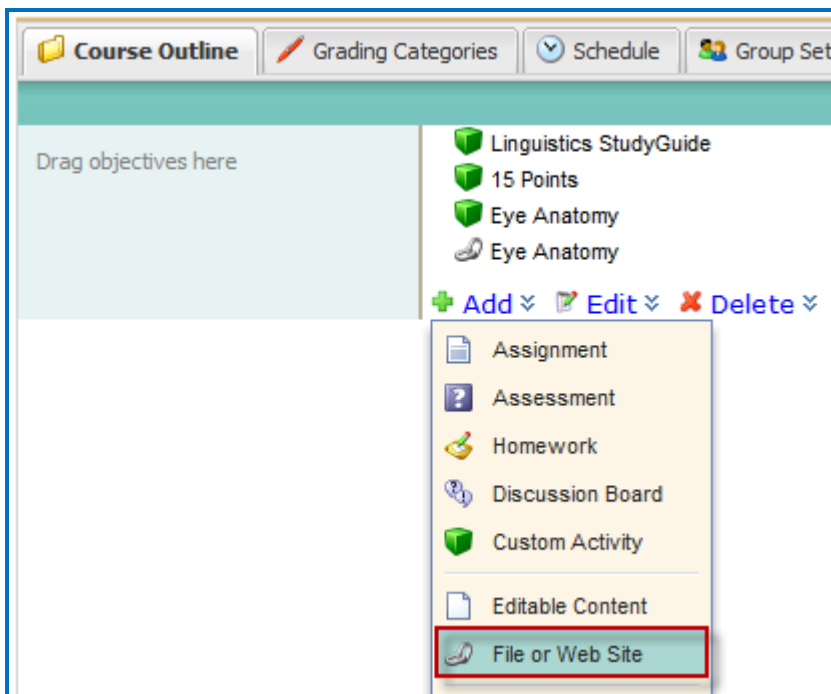 Course Outline Grading Categories Schedule Group Set
Drag objectives here
Linguistics StudyGuide
15 Points
Eye Anatomy
Eye Anatomy
Add Edit Delete
Assignment
Assessment
Homework
Discussion Board
Custom Activity
Editable Content
File or Web Site